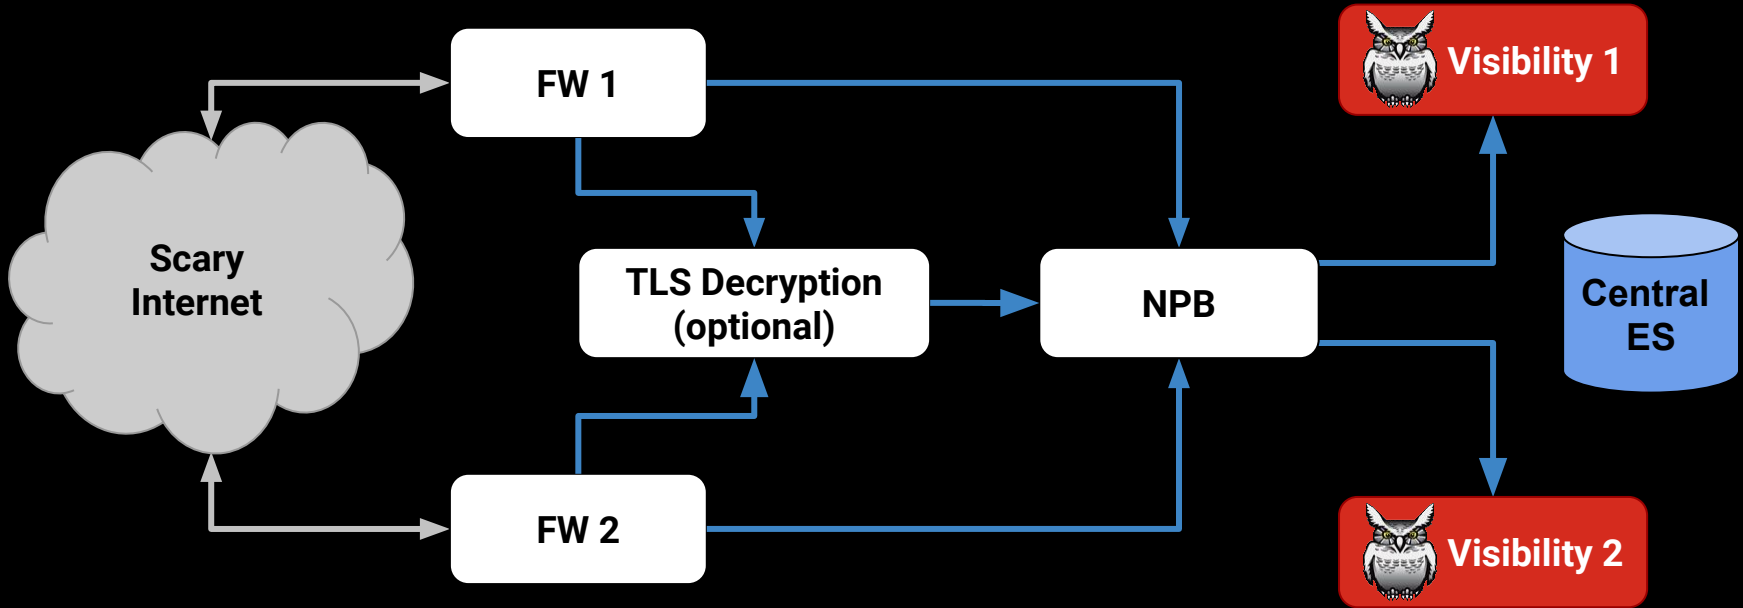 FW 1
Visibility 1
Scary
Internet
TLS Decryption
(optional)
NPB
Central
ES
FW 2
Visibility 2